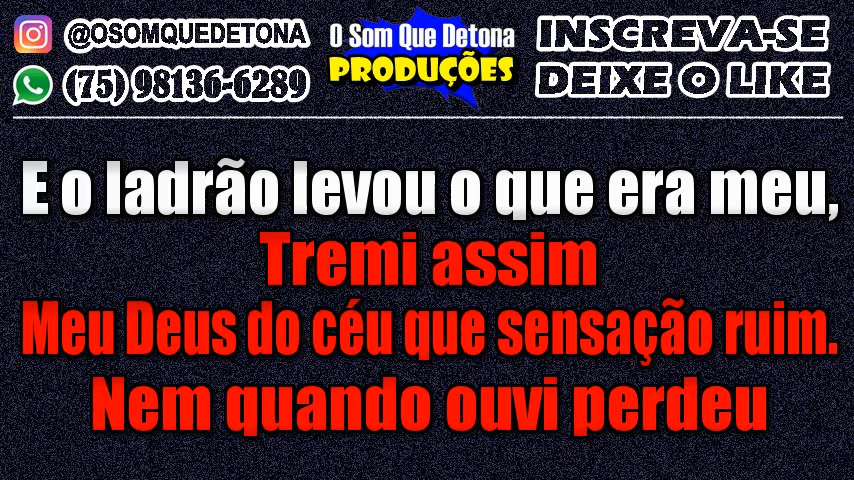 @OSOMQUEDETONA
(75) 98136-6289
O Som Que Detona
PRODUÇÕES
INSCREVA-SE
DEIXE O LIKE
E o ladrão levou o que era meu,
Tremi assim
Meu Deus do céu que sensação ruim.
Nem quando ouvi perdeu